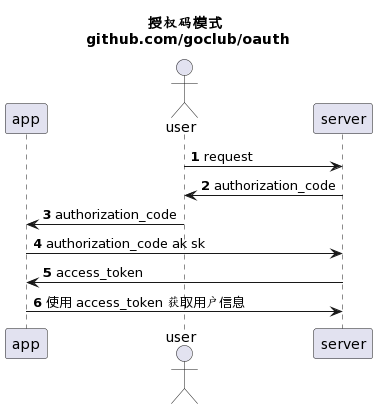 授权码模式
github.com/goclub/oauth
user
app
server
1 request
2 authorization_code
3 authorization_code
4 authorization_code ak sk
5 access_token
6 使用 access_token 获取用户信息
app
user
server